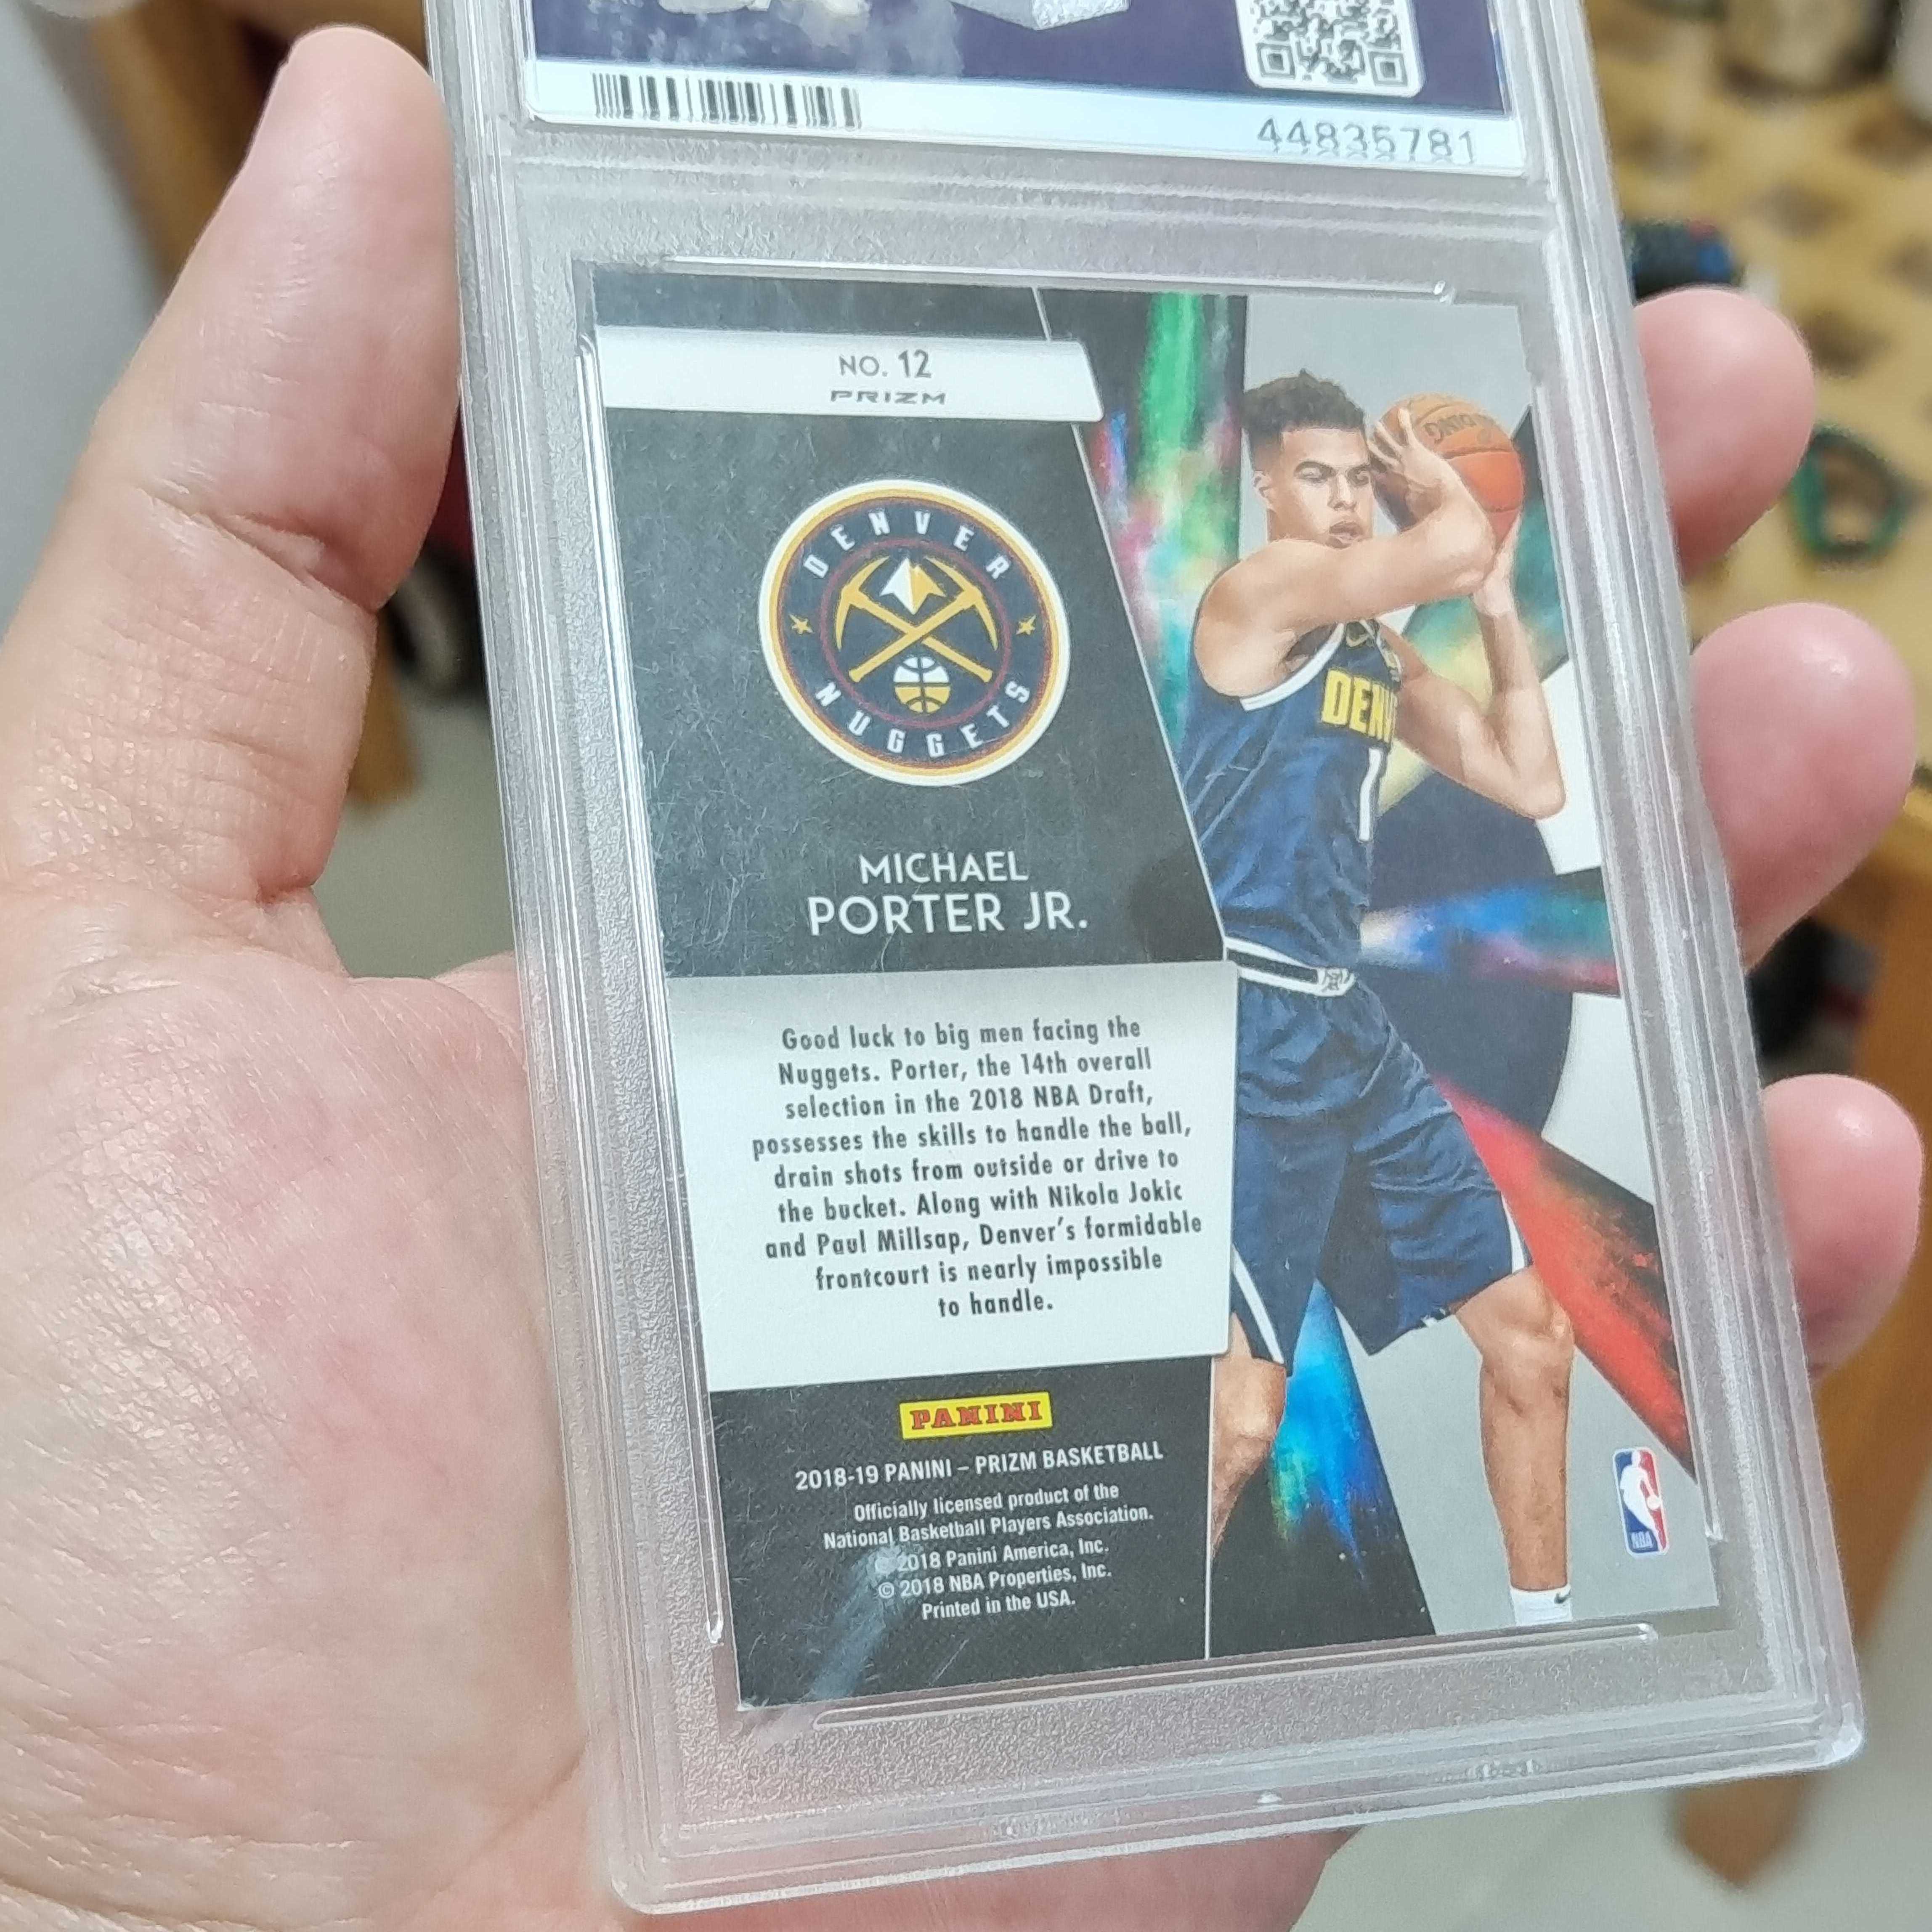 44835781
NO. 12
PRIZM
DENVER
NUGGETS
DENV
1
MICHAEL
PORTER JR.
Good luck to big men facing the
Nuggets. Porter, the 14th overall
selection in the 2018 NBA Draft,
possesses the skills to handle the ball,
drain shots from outside or drive to
the bucket. Along with Nikola Jokic
and Paul Millsap, Denver's formidable
frontcourt is nearly impossible
to handle.
PANINI
2018-19 PANINI – PRIZM BASKETBALL
Officially licensed product of the
National Basketball Players Association.
© 2018 Panini America, Inc.
© 2018 NBA Properties, Inc.
Printed in the USA.
NBA